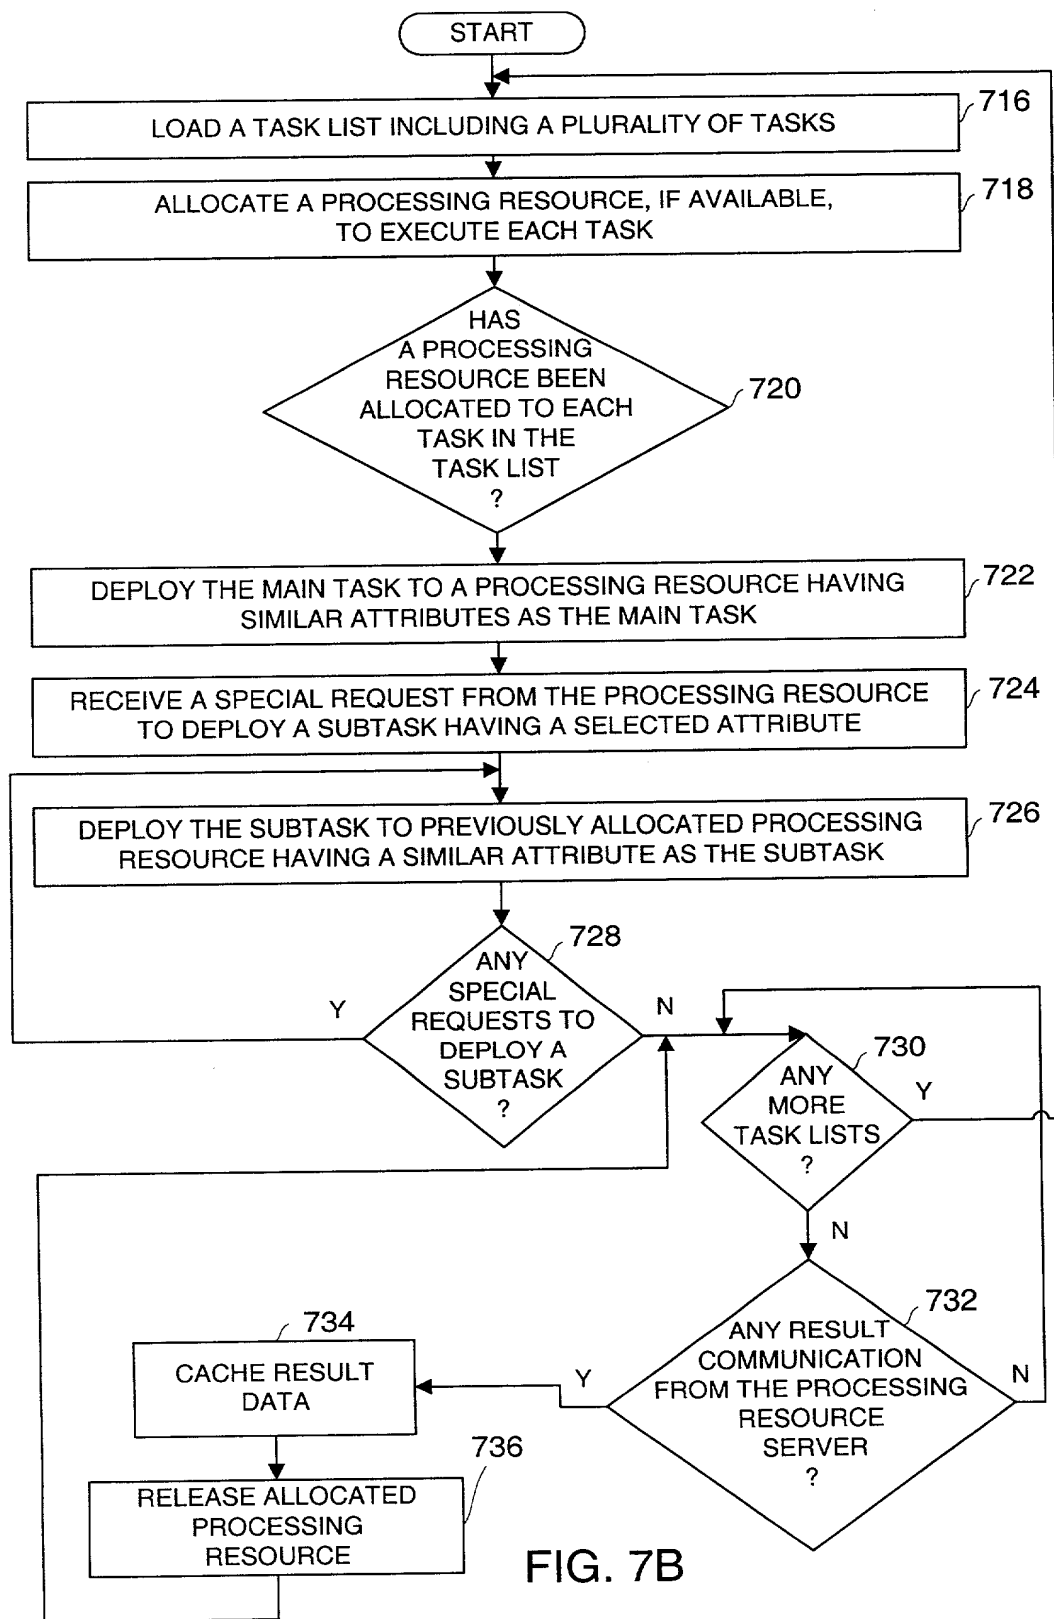 START
716
LOAD A TASK LIST INCLUDING A PLURALITY OF TASKS
718
ALLOCATE A PROCESSING RESOURCE, IF AVAILABLE,
TO EXECUTE EACH TASK
HAS
A PROCESSING
RESOURCE BEEN
ALLOCATED TO EACH
TASK IN THE
TASK LIST
?
720
722
DEPLOY THE MAIN TASK TO A PROCESSING RESOURCE HAVING
SIMILAR ATTRIBUTES AS THE MAIN TASK
724
RECEIVE A SPECIAL REQUEST FROM THE PROCESSING RESOURCE
TO DEPLOY A SUBTASK HAVING A SELECTED ATTRIBUTE
726
DEPLOY THE SUBTASK TO PREVIOUSLY ALLOCATED PROCESSING
RESOURCE HAVING A SIMILAR ATTRIBUTE AS THE SUBTASK
728
ANY
SPECIAL
REQUESTS TO
DEPLOY A
SUBTASK
?
Y
N
730
ANY
MORE
TASK LISTS
?
Y
N
732
ANY RESULT
COMMUNICATION
FROM THE PROCESSING
RESOURCE
SERVER
?
Y
N
734
CACHE RESULT
DATA
736
RELEASE ALLOCATED
PROCESSING
RESOURCE
FIG. 7B